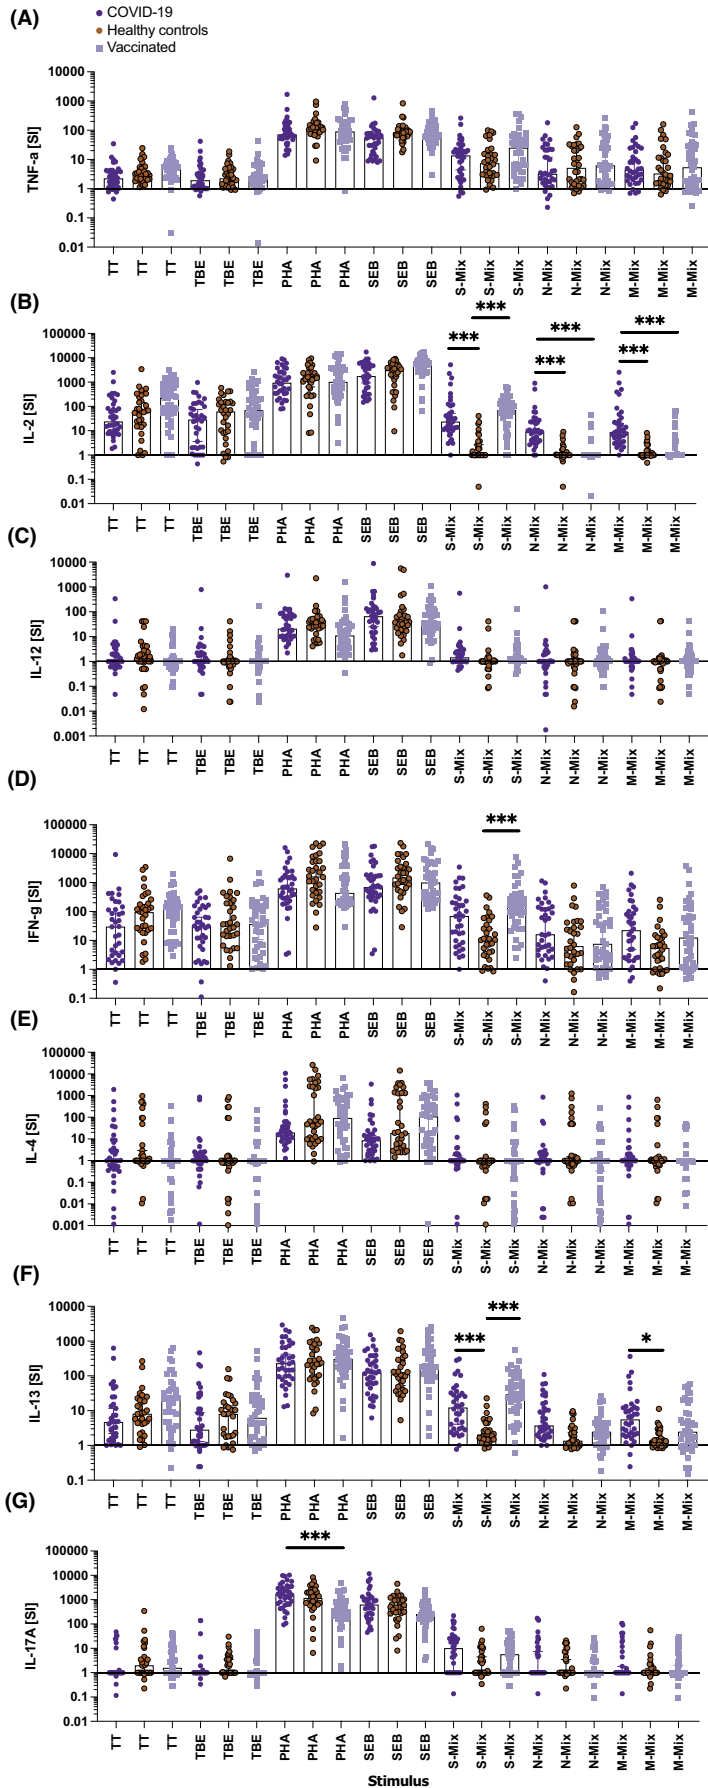 (A)
COVID-19
Healthy controls
Vaccinated
TNF-a [SI]
10000
1000
100
10
1
0.1
0.01
TT TT TT TBE TBE TBE PHA PHA PHA SEB SEB SEB S-Mix S-Mix S-Mix N-Mix N-Mix N-Mix M-Mix M-Mix M-Mix
(B)
*** *** *** *** *** ***
IL-2 [SI]
100000
10000
1000
100
10
1
0.1
0.01
TT TT TT TBE TBE TBE PHA PHA PHA SEB SEB SEB S-Mix S-Mix S-Mix N-Mix N-Mix N-Mix M-Mix M-Mix M-Mix
(C)
IL-12 [SI]
10000
1000
100
10
1
0.1
0.01
0.001
TT TT TT TBE TBE TBE PHA PHA PHA SEB SEB SEB S-Mix S-Mix S-Mix N-Mix N-Mix N-Mix M-Mix M-Mix M-Mix
(D)
***
IFN-g [SI]
100000
10000
1000
100
10
1
0.1
TT TT TT TBE TBE TBE PHA PHA PHA SEB SEB SEB S-Mix S-Mix S-Mix N-Mix N-Mix N-Mix M-Mix M-Mix M-Mix
(E)
IL-4 [SI]
100000
10000
1000
100
10
1
0.1
0.01
0.001
TT TT TT TBE TBE TBE PHA PHA PHA SEB SEB SEB S-Mix S-Mix S-Mix N-Mix N-Mix N-Mix M-Mix M-Mix M-Mix
(F)
*** *** *
IL-13 [SI]
10000
1000
100
10
1
0.1
TT TT TT TBE TBE TBE PHA PHA PHA SEB SEB SEB S-Mix S-Mix S-Mix N-Mix N-Mix N-Mix M-Mix M-Mix M-Mix
(G)
***
IL-17A [SI]
100000
10000
1000
100
10
1
0.1
0.01
TT TT TT TBE TBE TBE PHA PHA PHA SEB SEB SEB S-Mix S-Mix S-Mix N-Mix N-Mix N-Mix M-Mix M-Mix M-Mix
Stimulus